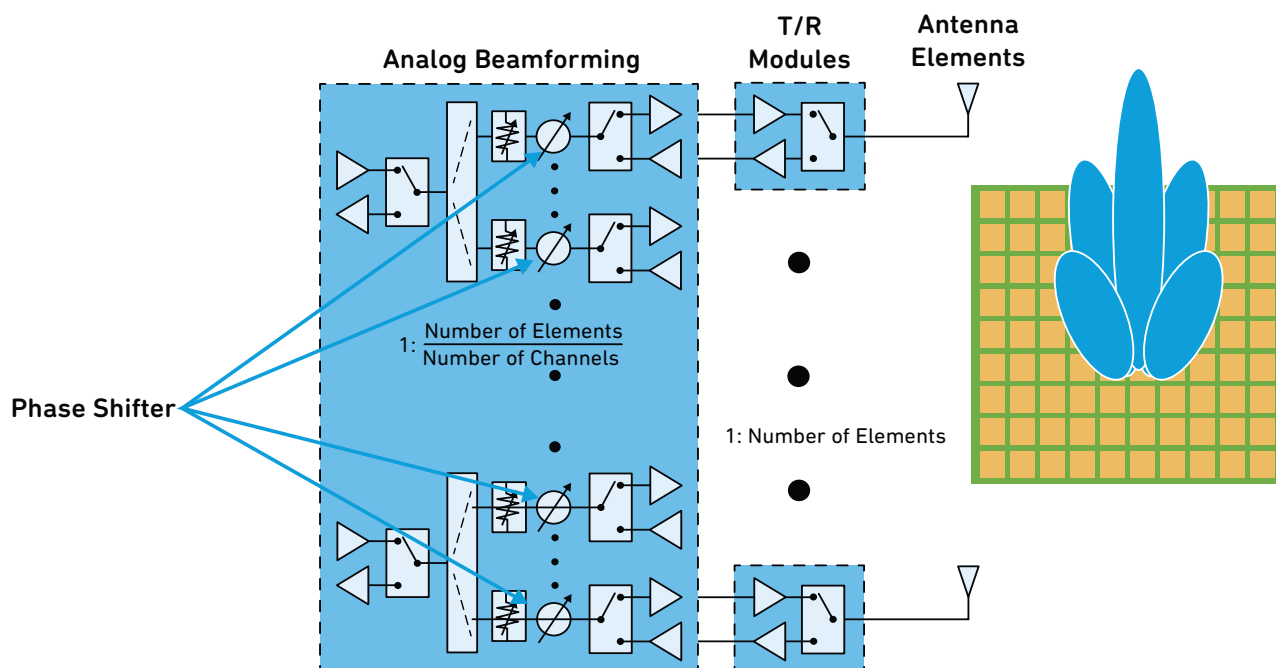 Analog Beamforming
T/R
Modules
Antenna
Elements
1: Number of Elements
Number of Channels
Phase Shifter
1: Number of Elements